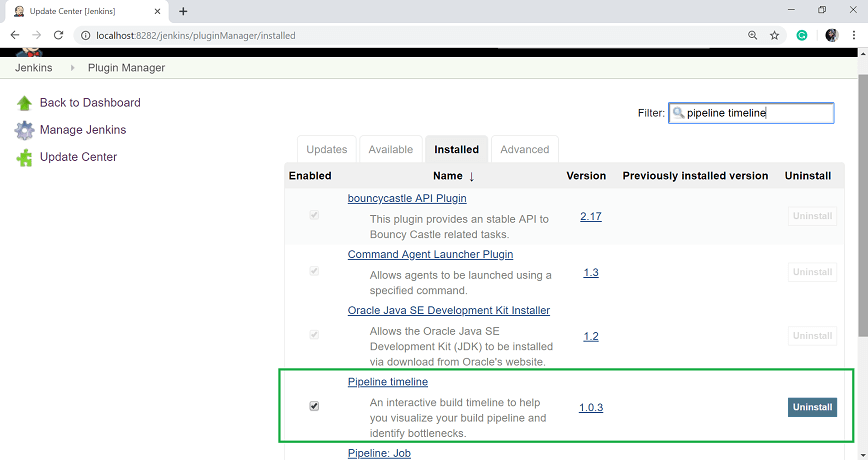 Update Center [Jenkins]
localhost:8282/jenkins/pluginManager/installed
Jenkins Plugin Manager
Back to Dashboard
Manage Jenkins
Update Center
Filter: pipeline timeline
Updates Available Installed Advanced
Enabled Name ↓ Version Previously installed version Uninstall
bouncycastle API Plugin
This plugin provides an stable API to
Bouncy Castle related tasks.
2.17 Uninstall
Command Agent Launcher Plugin
Allows agents to be launched using a
specified command.
1.3 Uninstall
Oracle Java SE Development Kit Installer
Allows the Oracle Java SE
Development Kit (JDK) to be installed
via download from Oracle's website.
1.2 Uninstall
Pipeline timeline
An interactive build timeline to help
you visualize your build pipeline and
identify bottlenecks.
1.0.3 Uninstall
Pipeline: Job